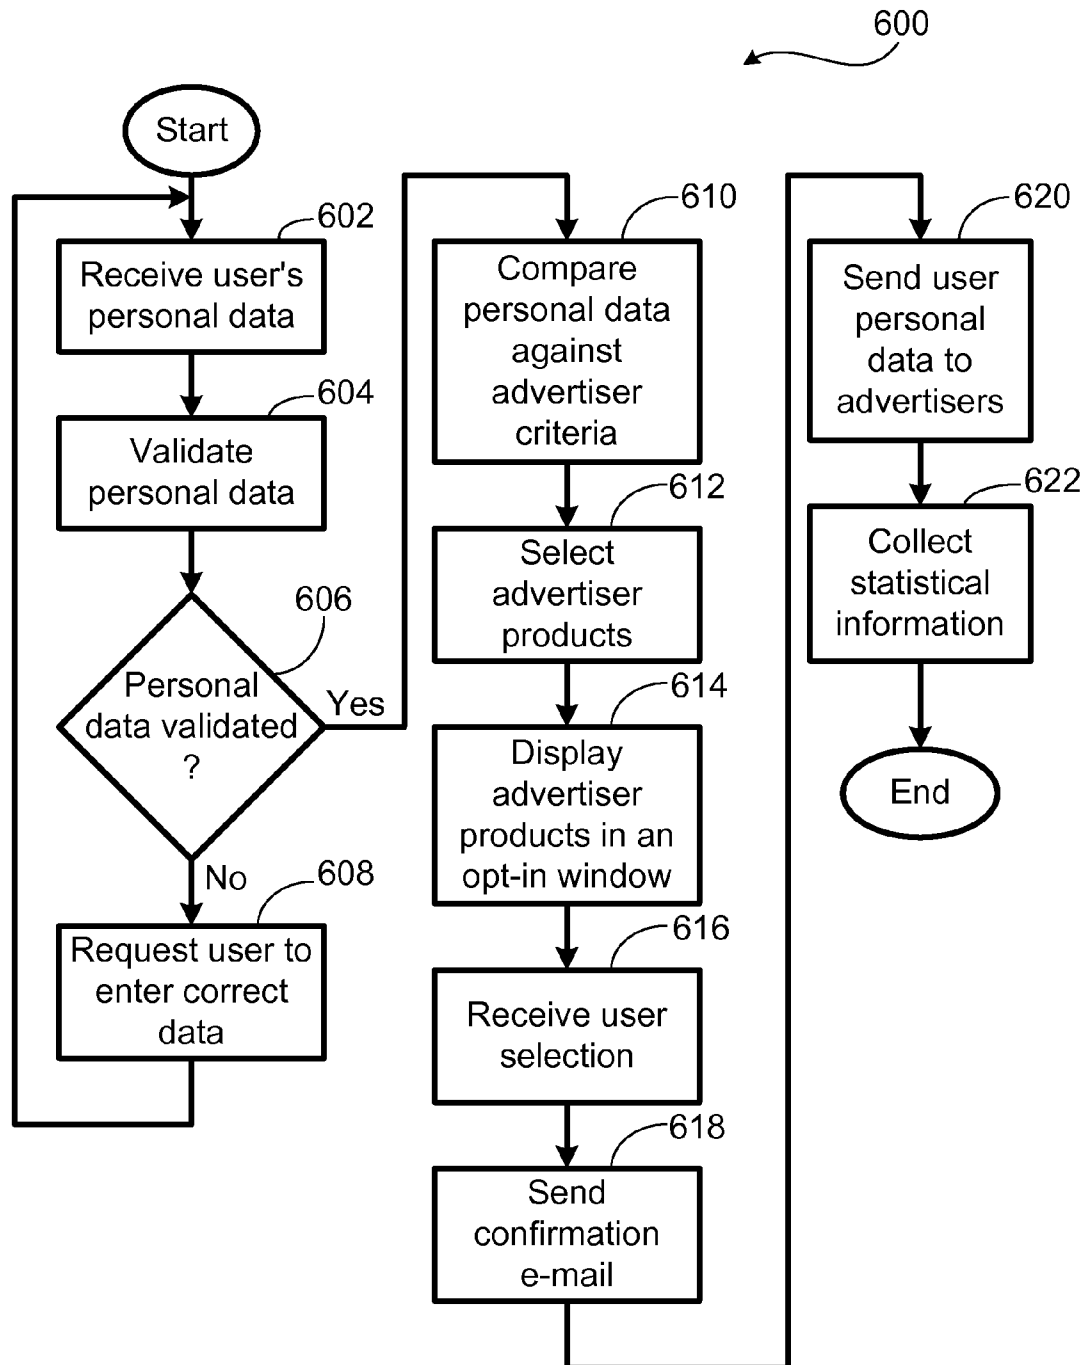 600
Start
602
Receive user's
personal data
604
Validate
personal data
606
Personal
data validated
?
Yes
No
608
Request user to
enter correct
data
610
Compare
personal data
against
advertiser
criteria
612
Select
advertiser
products
614
Display
advertiser
products in an
opt-in window
616
Receive user
selection
618
Send
confirmation
e-mail
620
Send user
personal
data to
advertisers
622
Collect
statistical
information
End